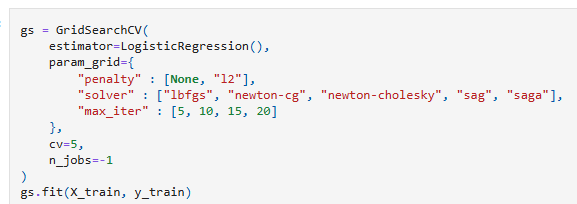 gs = GridSearchCV(
    estimator=LogisticRegression(),
    param_grid={
        "penalty" : [None, "l2"],
        "solver" : ["lbfgs", "newton-cg", "newton-cholesky", "sag", "saga"],
        "max_iter" : [5, 10, 15, 20]
    },
    cv=5,
    n_jobs=-1
)
gs.fit(X_train, y_train)